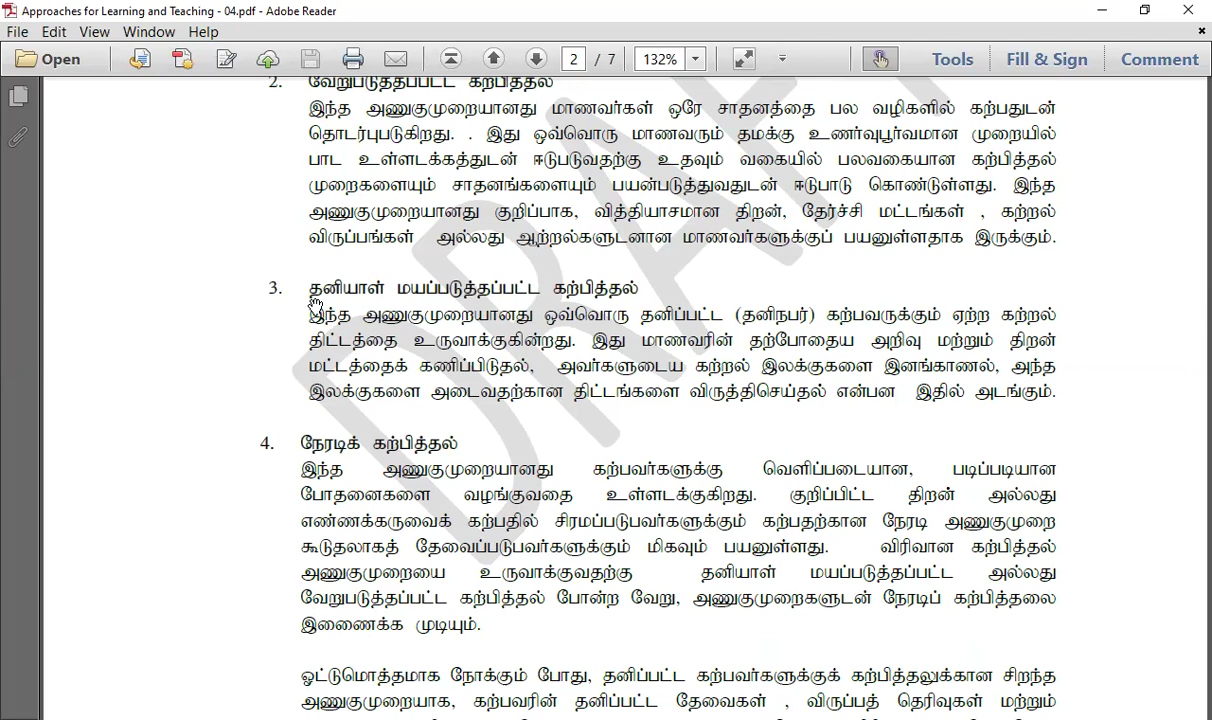 Approaches for Learning and Teaching - 04.pdf - Adobe Reader
File Edit View Window Help
Open 2 / 7 132% Tools Fill & Sign Comment
2. வேறுபடுத்தப்பட்ட கற்பித்தல்
இந்த அணுகுமுறையானது மாணவர்கள் ஒரே சாதனத்தை பல வழிகளில் கற்பதுடன்
தொடர்புபடுகிறது. . இது ஒவ்வொரு மாணவரும் தமக்கு உணர்வுபூர்வமான முறையில்
பாட உள்ளடக்கத்துடன் ஈடுபடுவதற்கு உதவும் வகையில் பலவகையான கற்பித்தல்
முறைகளையும் சாதனங்களையும் பயன்படுத்துவதுடன் ஈடுபாடு கொண்டுள்ளது. இந்த
அணுகுமுறையானது குறிப்பாக, வித்தியாசமான திறன், தேர்ச்சி மட்டங்கள் , கற்றல்
விருப்பங்கள் அல்லது ஆற்றல்களுடனான மாணவர்களுக்குப் பயனுள்ளதாக இருக்கும்.
3. தனியாள் மயப்படுத்தப்பட்ட கற்பித்தல்
இந்த அணுகுமுறையானது ஒவ்வொரு தனிப்பட்ட (தனிநபர்) கற்பவருக்கும் ஏற்ற கற்றல்
திட்டத்தை உருவாக்குகின்றது. இது மாணவரின் தற்போதைய அறிவு மற்றும் திறன்
மட்டத்தைக் கணிப்பிடுதல், அவர்களுடைய கற்றல் இலக்குகளை இனங்காணல், அந்த
இலக்குகளை அடைவதற்கான திட்டங்களை விருத்திசெய்தல் என்பன இதில் அடங்கும்.
4. நேரடிக் கற்பித்தல்
இந்த அணுகுமுறையானது கற்பவர்களுக்கு வெளிப்படையான, படிப்படியான
போதனைகளை வழங்குவதை உள்ளடக்குகிறது. குறிப்பிட்ட திறன் அல்லது
எண்ணக்கருவைக் கற்பதில் சிரமப்படுபவர்களுக்கும் கற்பதற்கான நேரடி அணுகுமுறை
கூடுதலாகத் தேவைப்படுபவர்களுக்கும் மிகவும் பயனுள்ளது. விரிவான கற்பித்தல்
அணுகுமுறையை உருவாக்குவதற்கு தனியாள் மயப்படுத்தப்பட்ட அல்லது
வேறுபடுத்தப்பட்ட கற்பித்தல் போன்ற வேறு, அணுகுமுறைகளுடன் நேரடிப் கற்பித்தலை
இணைக்க முடியும்.
ஒட்டுமொத்தமாக நோக்கும் போது, தனிப்பட்ட கற்பவர்களுக்குக் கற்பித்தலுக்கான சிறந்த
அணுகுமுறையாக, கற்பவரின் தனிப்பட்ட தேவைகள் , விருப்பத் தெரிவுகள் மற்றும்
DRAFT